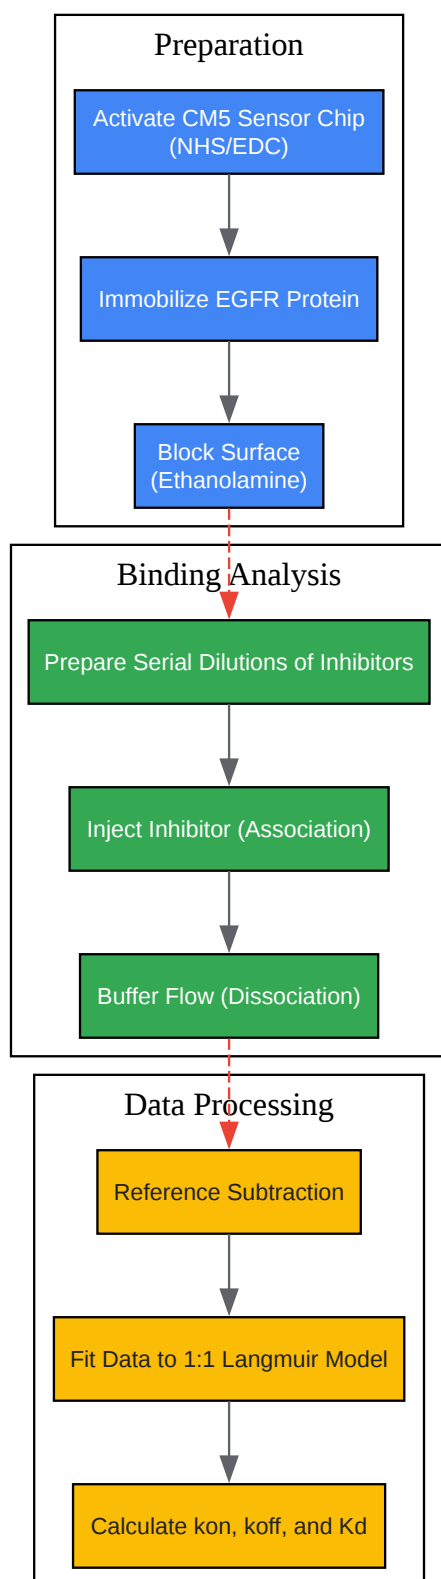 Preparation
Activate CM5 Sensor Chip
(NHS/EDC)
Immobilize EGFR Protein
Block Surface
(Ethanolamine)
Binding Analysis
Prepare Serial Dilutions of Inhibitors
Inject Inhibitor (Association)
Buffer Flow (Dissociation)
Data Processing
Reference Subtraction
Fit Data to 1:1 Langmuir Model
Calculate kon, koff, and Kd